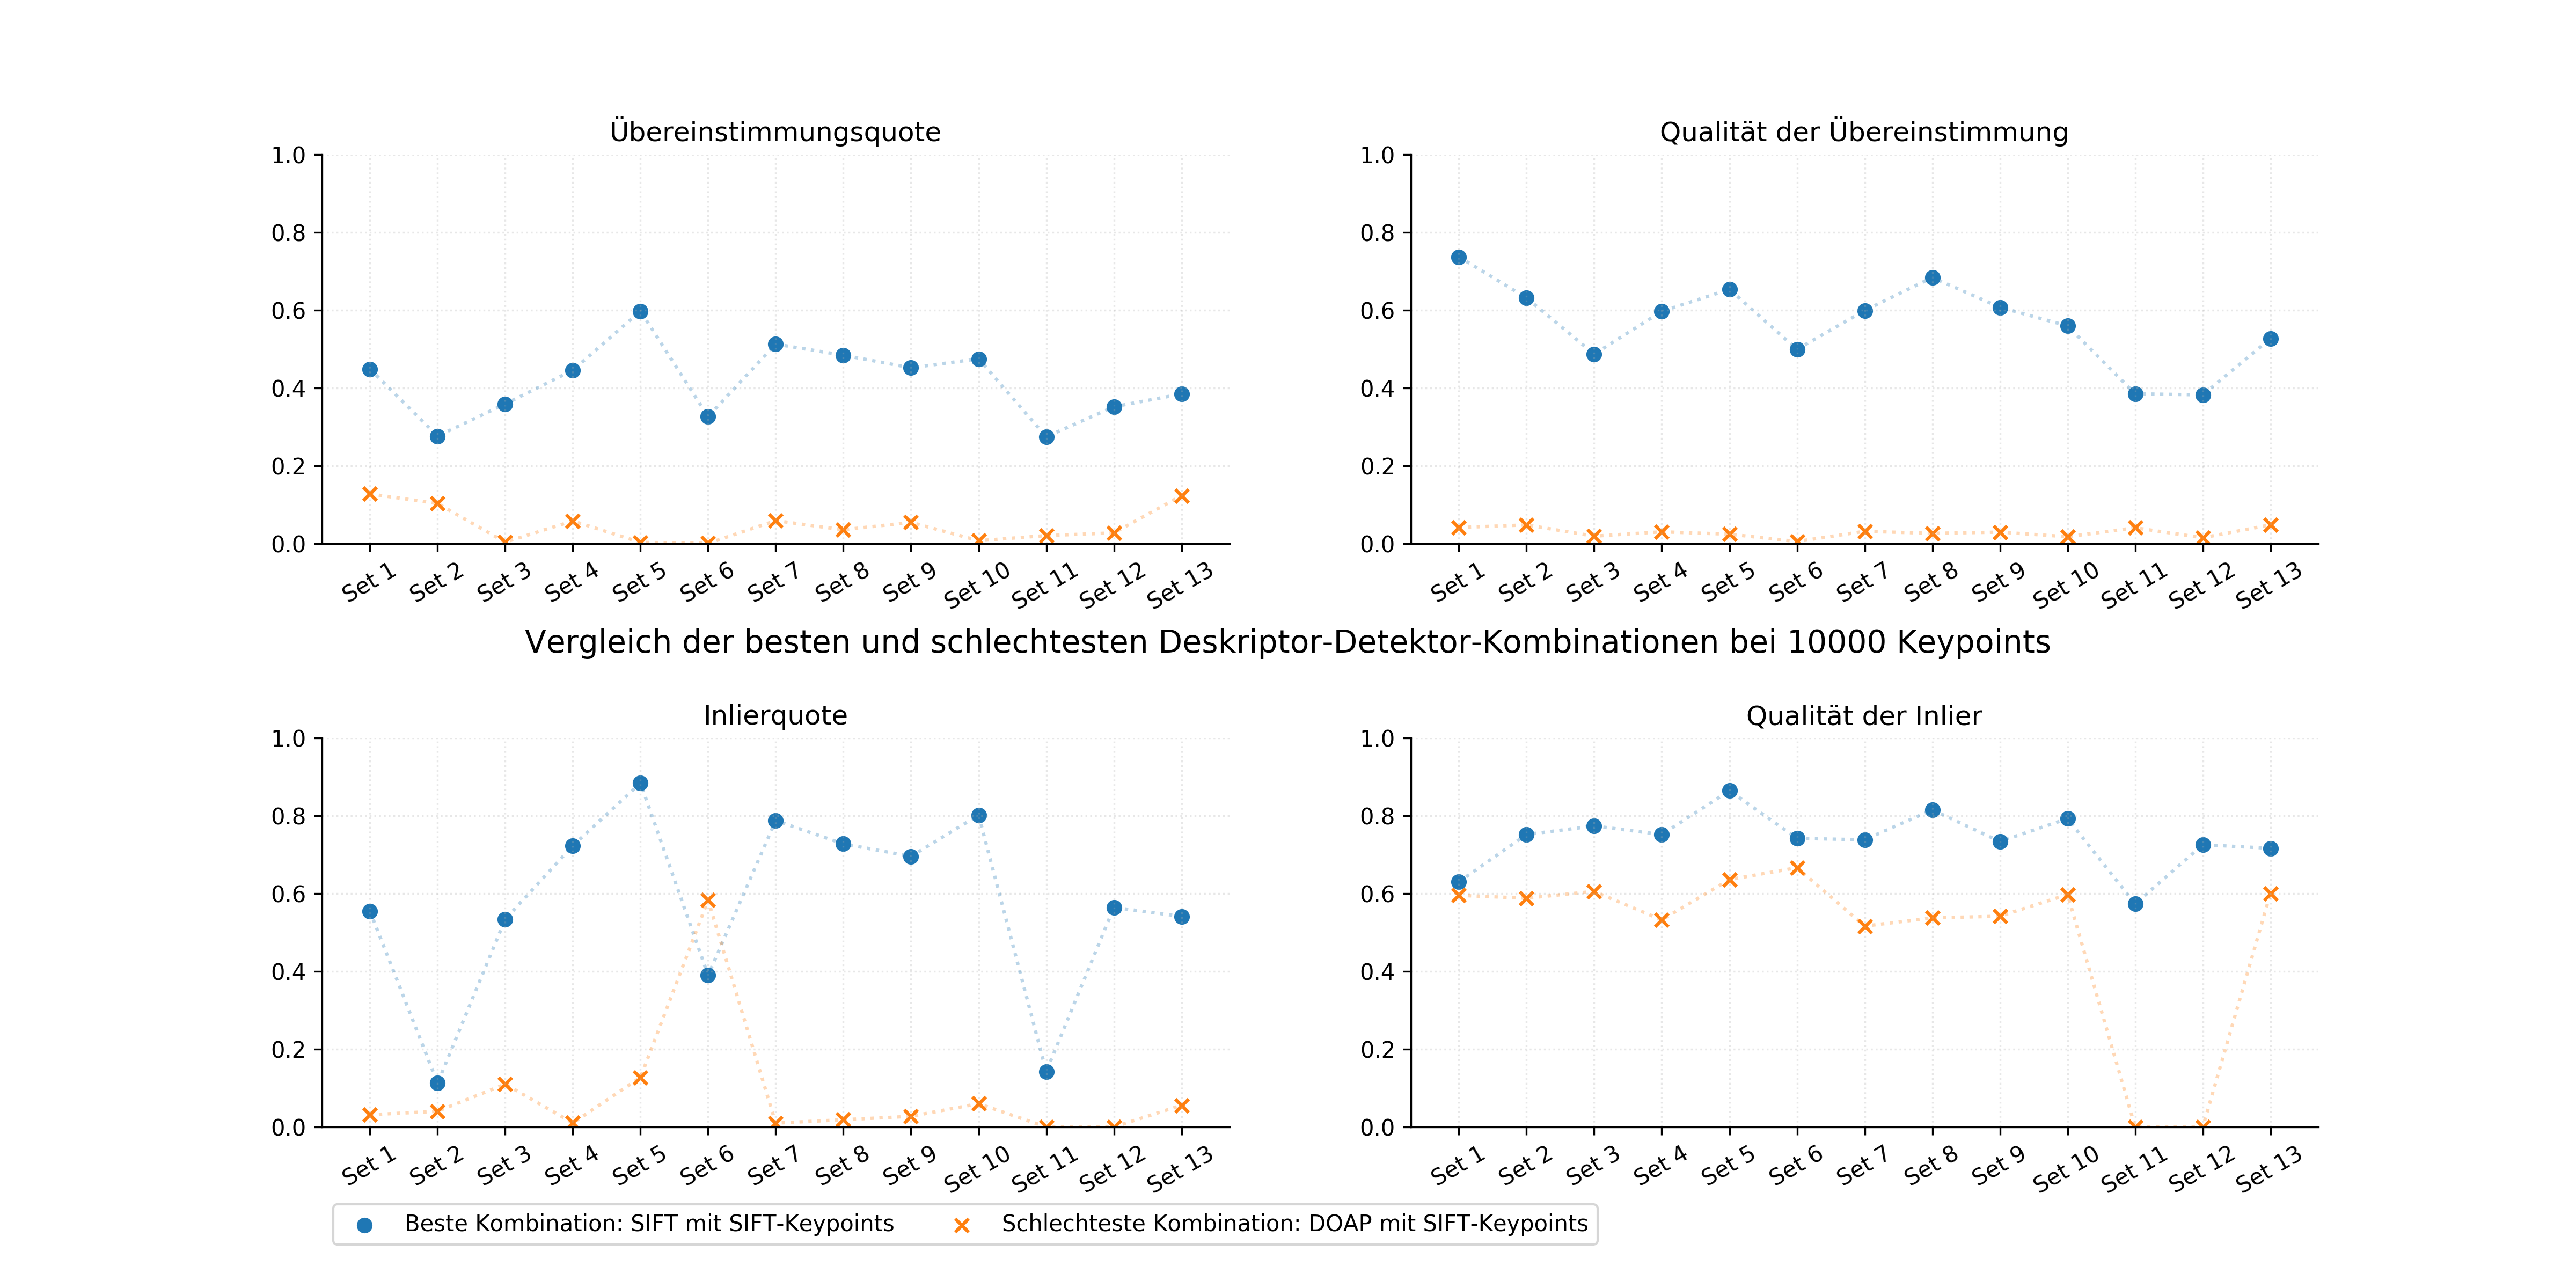 Übereinstimmungsquote
1.0
0.8
0.6
0.4
0.2
0.0
Set 1 Set 2 Set 3 Set 4 Set 5 Set 6 Set 7 Set 8 Set 9 Set 10 Set 11 Set 12 Set 13
Qualität der Übereinstimmung
1.0
0.8
0.6
0.4
0.2
0.0
Set 1 Set 2 Set 3 Set 4 Set 5 Set 6 Set 7 Set 8 Set 9 Set 10 Set 11 Set 12 Set 13
Vergleich der besten und schlechtesten Deskriptor-Detektor-Kombinationen bei 10000 Keypoints
Inlierquote
1.0
0.8
0.6
0.4
0.2
0.0
Set 1 Set 2 Set 3 Set 4 Set 5 Set 6 Set 7 Set 8 Set 9 Set 10 Set 11 Set 12 Set 13
Qualität der Inlier
1.0
0.8
0.6
0.4
0.2
0.0
Set 1 Set 2 Set 3 Set 4 Set 5 Set 6 Set 7 Set 8 Set 9 Set 10 Set 11 Set 12 Set 13
Beste Kombination: SIFT mit SIFT-Keypoints Schlechteste Kombination: DOAP mit SIFT-Keypoints